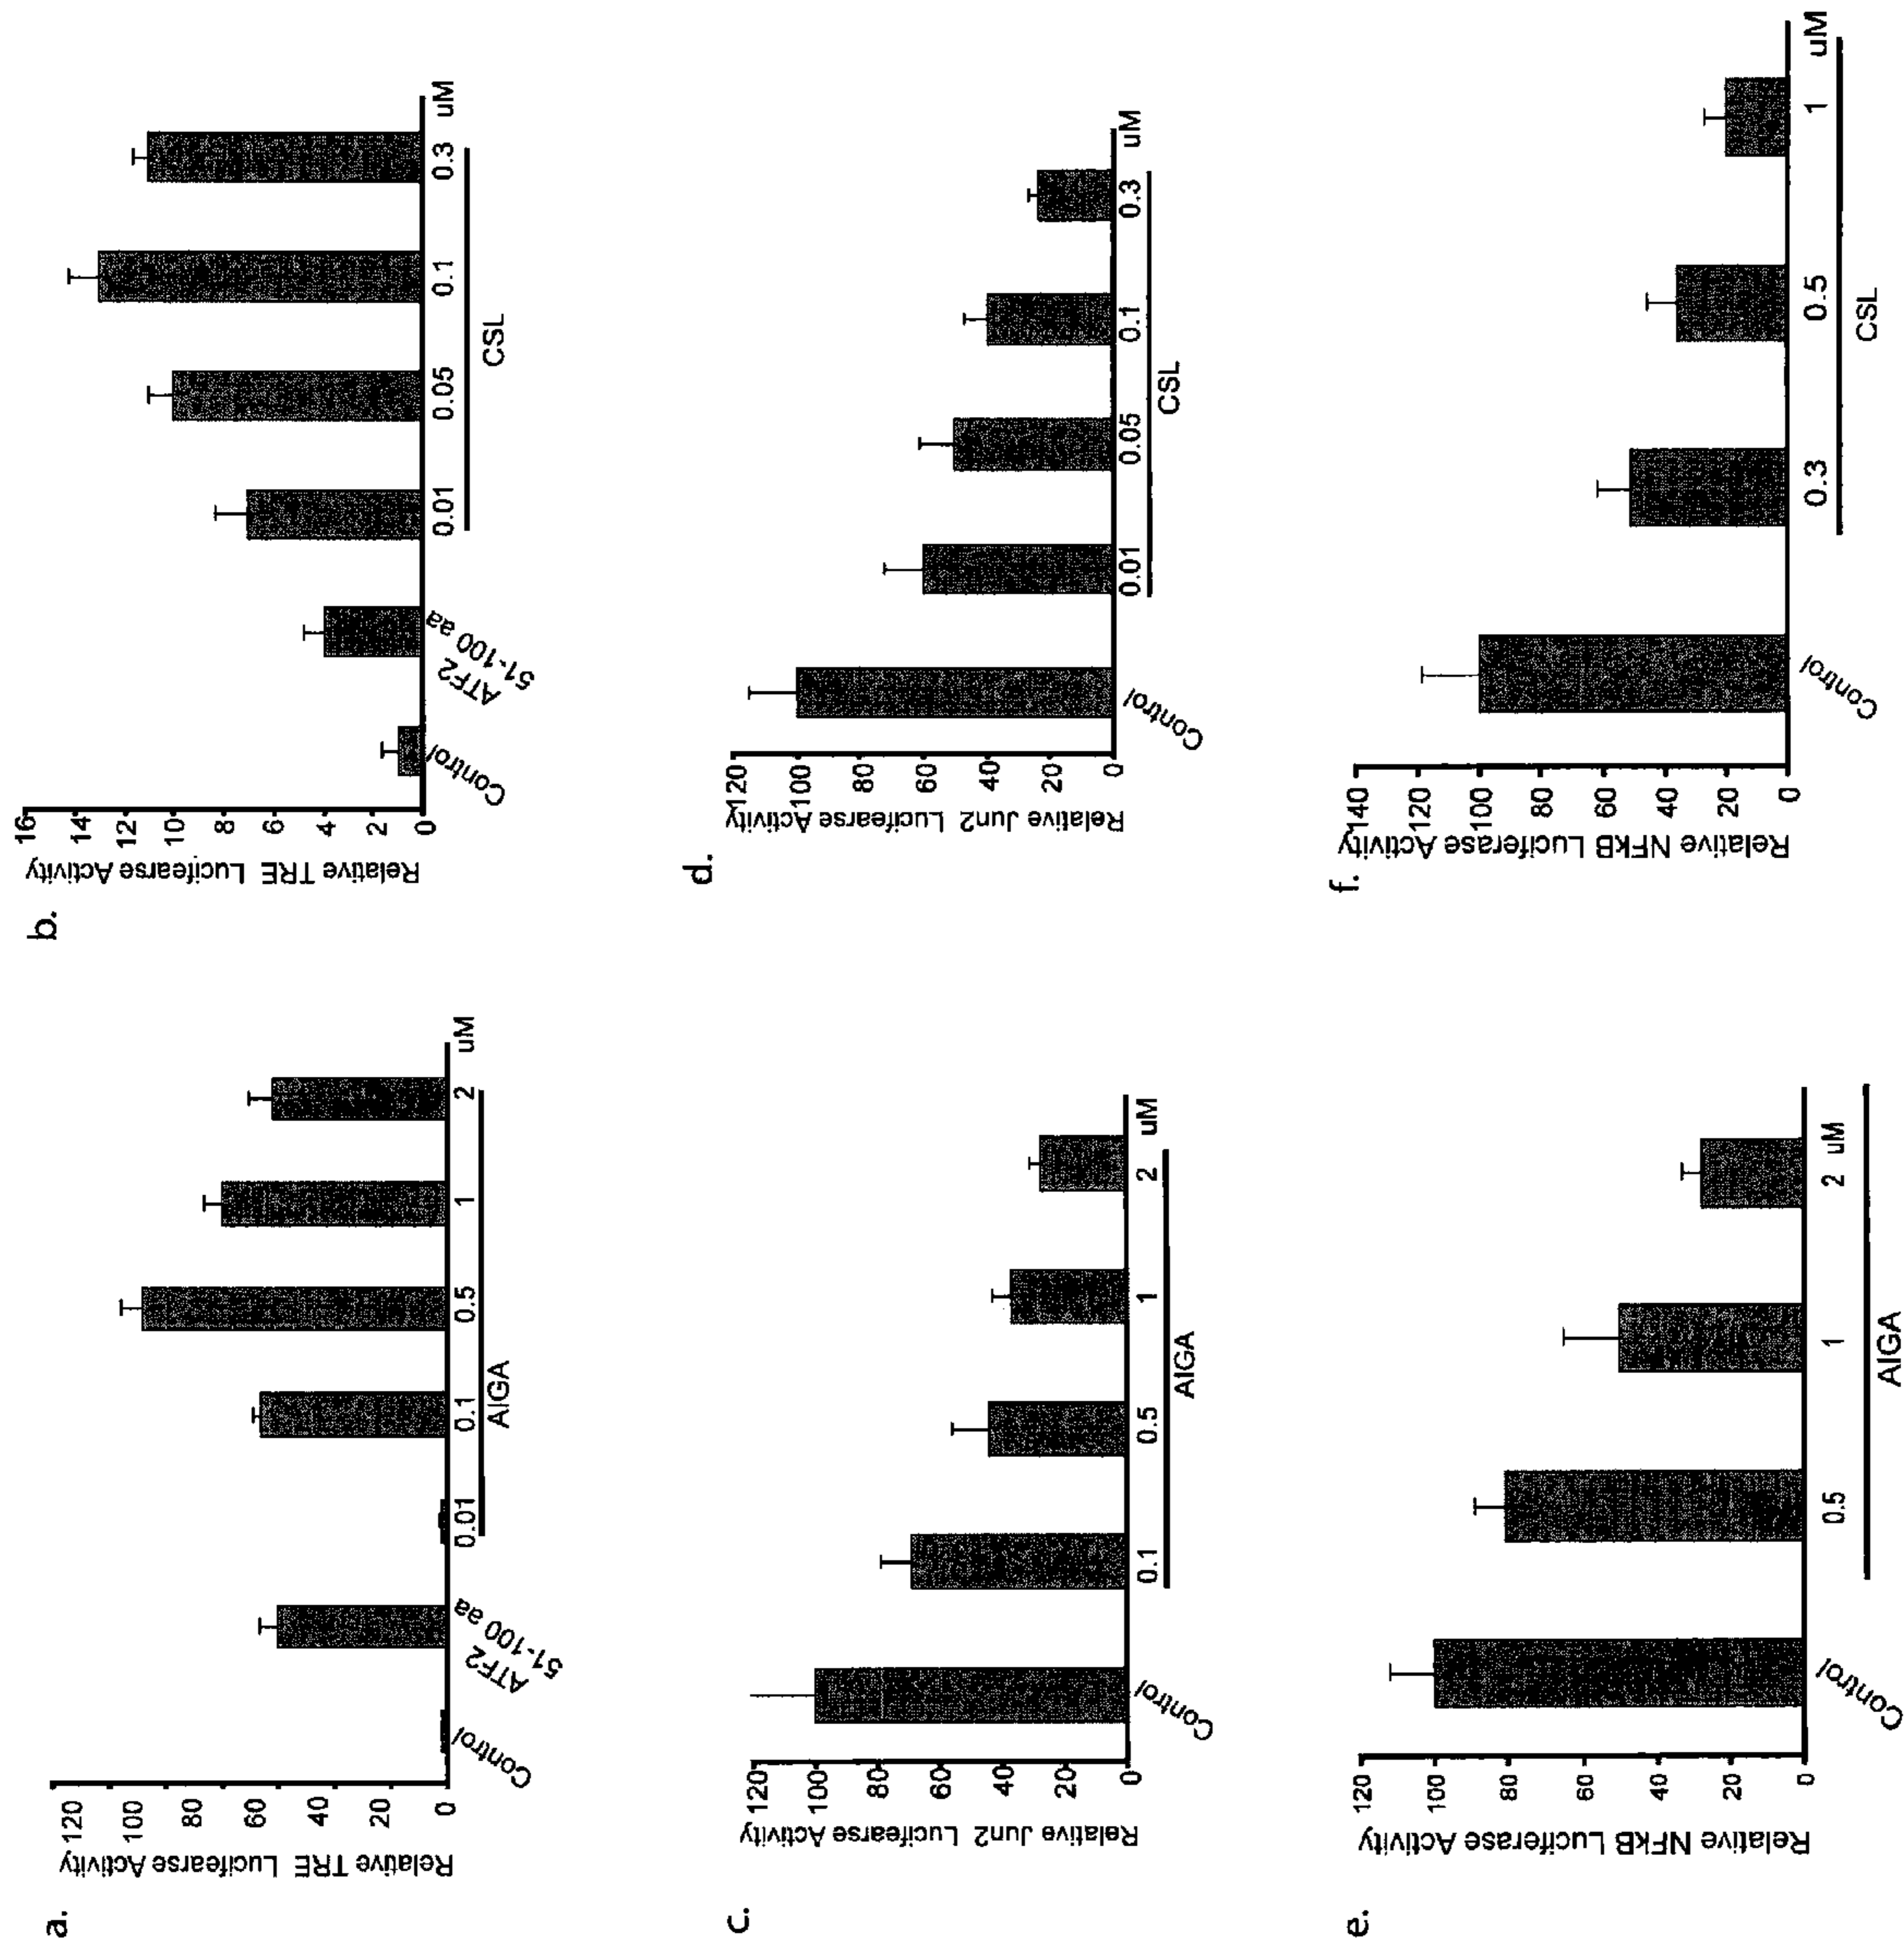 a.
Relative TRE Lucifearse Activity
120
100
80
60
40
20
0
Control
ATF2
51-100 aa
0.01
0.1
0.5
1
2
uM
AIGA
b.
Relative TRE Lucifearse Activity
16
14
12
10
8
6
4
2
0
Control
ATF2
51-100 aa
0.01
0.05
0.1
0.3
uM
CSL
c.
Relative Jun2 Lucifearse Activity
120
100
80
60
40
20
0
Control
0.1
0.5
1
2
uM
AIGA
d.
Relative Jun2 Lucifearse Activity
120
100
80
60
40
20
0
Control
0.01
0.05
0.1
0.3
uM
CSL
e.
Relative NFkB Luciferase Activity
120
100
80
60
40
20
0
Control
0.5
1
2
uM
AIGA
f.
Relative NFkB Luciferase Activity
140
120
100
80
60
40
20
0
Control
0.3
0.5
1
uM
CSL